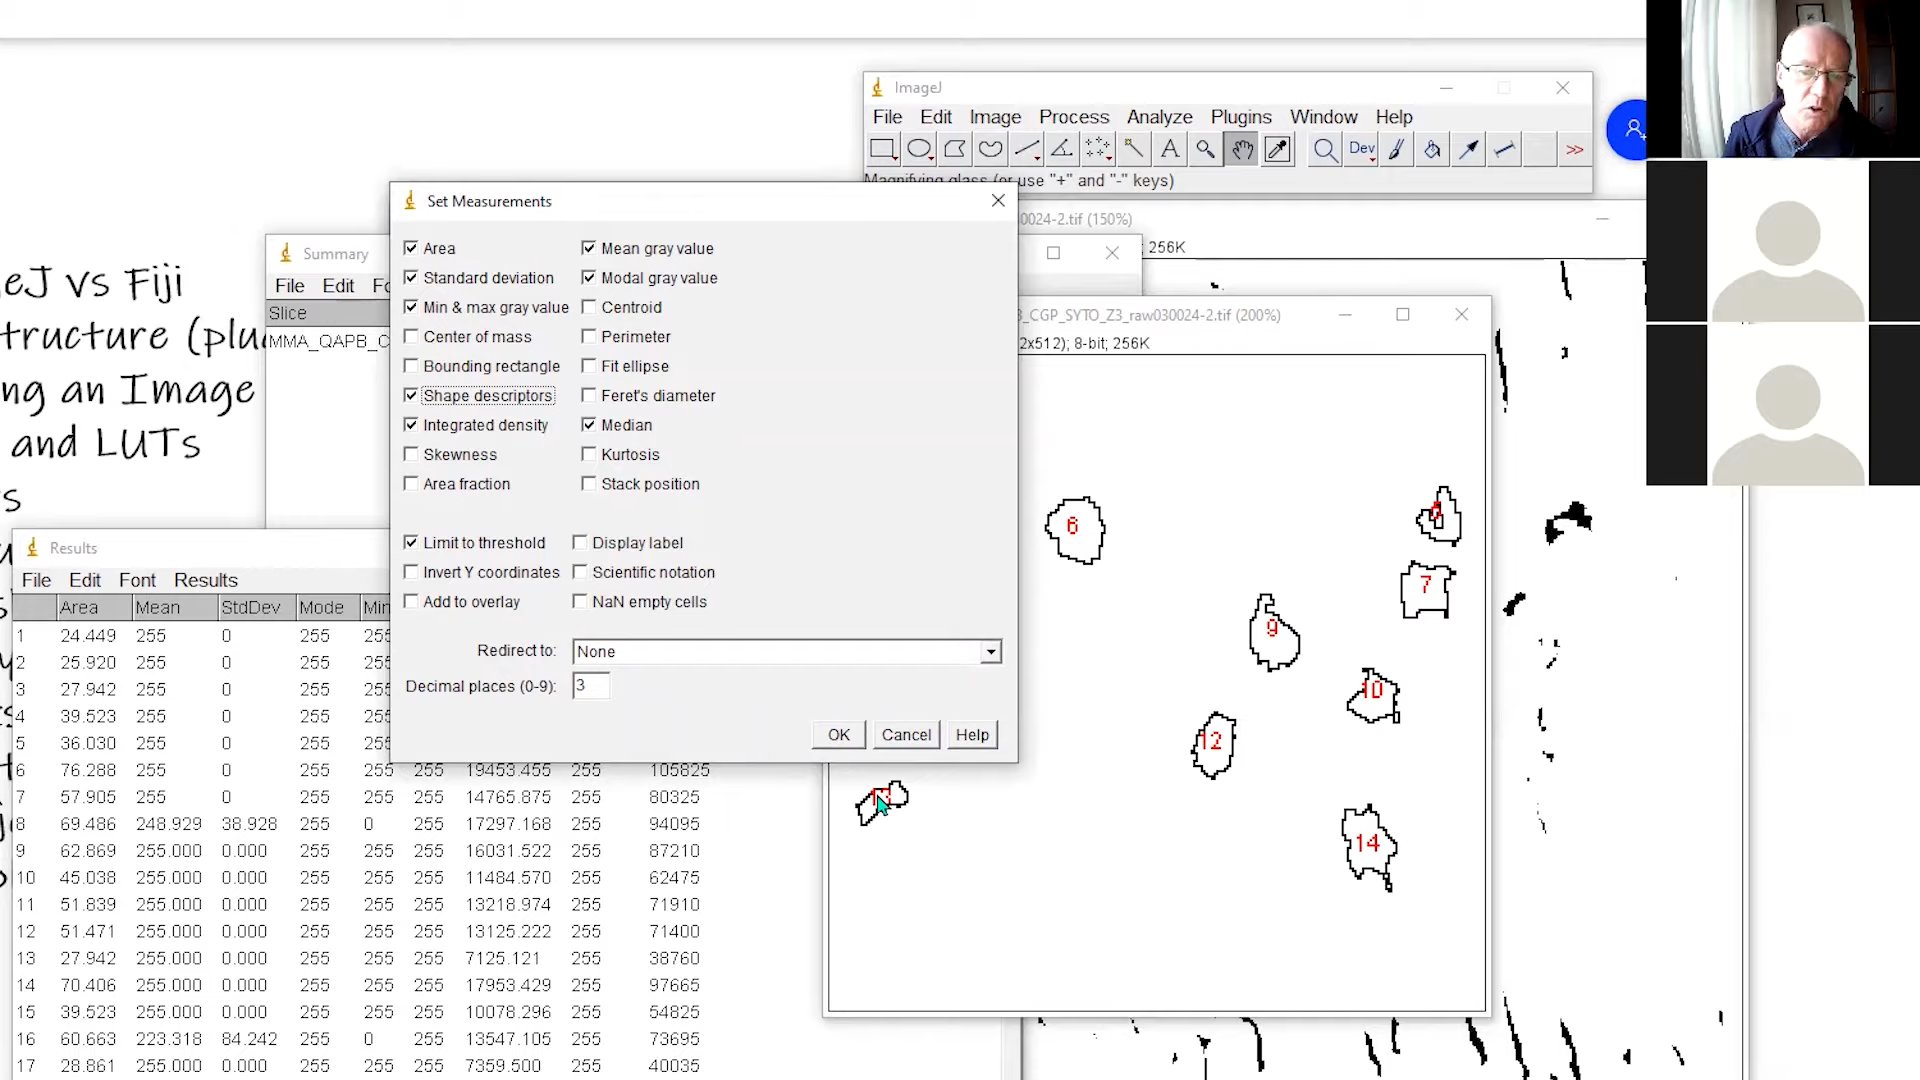 ImageJ
File Edit Image Process Analyze Plugins Window Help
A Dev >>
Magnifying glass (or use "+" and "-" keys)
eJ vs Fiji
tructure (plu
ng an Image
and LUTs
s
Summary
File Edit Fo
Slice
MMA_QAPB_C
Set Measurements
Area Mean gray value
Standard deviation Modal gray value
Min & max gray value Centroid
Center of mass Perimeter
Bounding rectangle Fit ellipse
Shape descriptors Feret's diameter
Integrated density Median
Skewness Kurtosis
Area fraction Stack position
Limit to threshold Display label
Invert Y coordinates Scientific notation
Add to overlay NaN empty cells
Redirect to: None
Decimal places (0-9): 3
OK Cancel Help
024-2.tif (150%)
; 256K
3_CGP_SYTO_Z3_raw030024-2.tif (200%)
2x512); 8-bit; 256K
6
7
9
10
12
14
Results
File Edit Font Results
Area Mean StdDev Mode Min
1 24.449 255 0 255 255
2 25.920 255 0 255 255
3 27.942 255 0 255 255
4 39.523 255 0 255 255
5 36.030 255 0 255 255
6 76.288 255 0 255 255 255 19453.455 255 105825
7 57.905 255 0 255 255 255 14765.875 255 80325
8 69.486 248.929 38.928 255 0 255 17297.168 255 94095
9 62.869 255.000 0.000 255 255 255 16031.522 255 87210
10 45.038 255.000 0.000 255 255 255 11484.570 255 62475
11 51.839 255.000 0.000 255 255 255 13218.974 255 71910
12 51.471 255.000 0.000 255 255 255 13125.222 255 71400
13 27.942 255.000 0.000 255 255 255 7125.121 255 38760
14 70.406 255.000 0.000 255 255 255 17953.429 255 97665
15 39.523 255.000 0.000 255 255 255 10078.296 255 54825
16 60.663 223.318 84.242 255 0 255 13547.105 255 73695
17 28.861 255.000 0.000 255 255 255 7359.500 255 40035